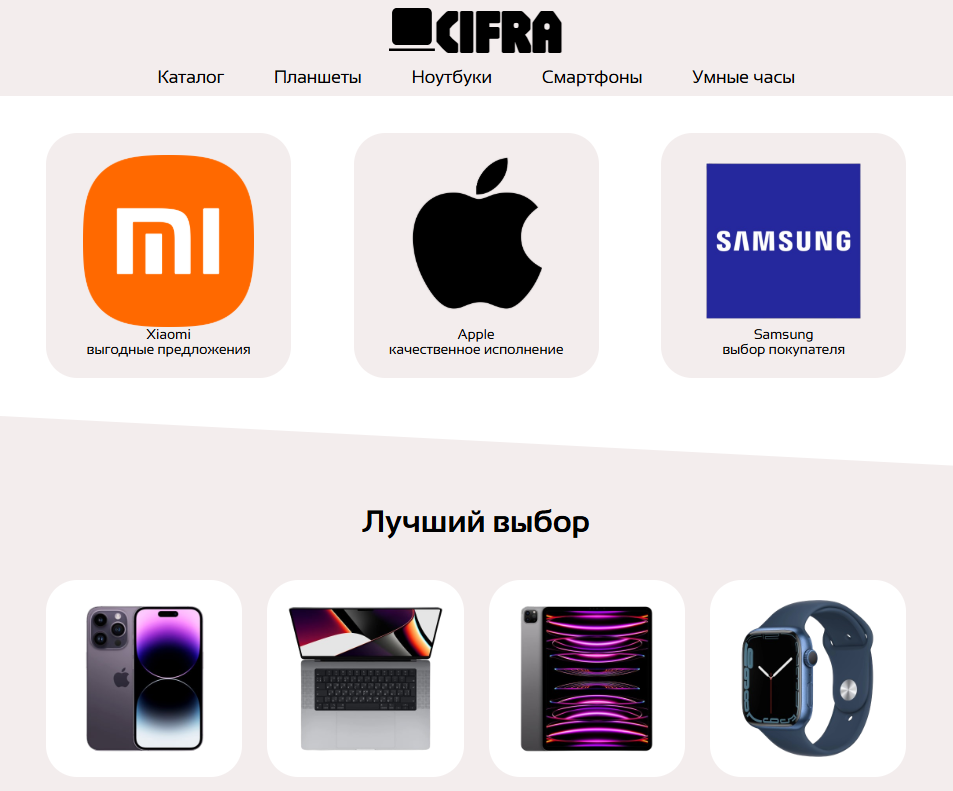 CIFRA
Каталог Планшеты Ноутбуки Смартфоны Умные часы
mi
SAMSUNG
Xiaomi
выгодные предложения
Apple
качественное исполнение
Samsung
выбор покупателя
Лучший выбор